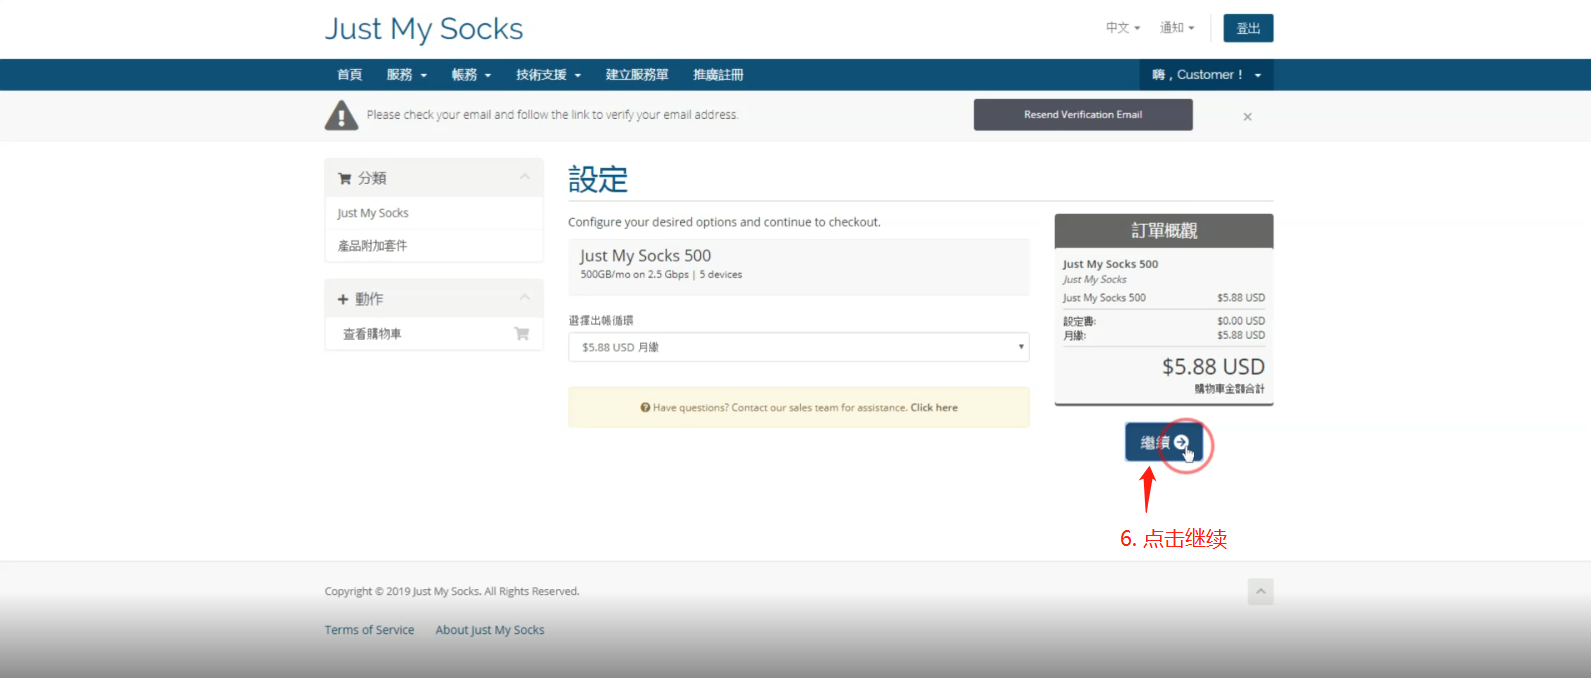 Just My Socks
中文 通知 登出
首頁 服務 帳務 技術支援 建立服務單 推廣註冊 嗨，Customer！
Please check your email and follow the link to verify your email address.
Resend Verification Email ×
分類
Just My Socks
產品附加套件
動作
查看購物車
設定
Configure your desired options and continue to checkout.
Just My Socks 500
500GB/mo on 2.5 Gbps | 5 devices
選擇出帳循環
$5.88 USD 月繳
Have questions? Contact our sales team for assistance. Click here
訂單概觀
Just My Socks 500
Just My Socks
Just My Socks 500 $5.88 USD
設定費: $0.00 USD
月繳: $5.88 USD
$5.88 USD
購物車金額合計
繼續
6. 点击继续
Copyright © 2019 Just My Socks. All Rights Reserved.
Terms of Service About Just My Socks